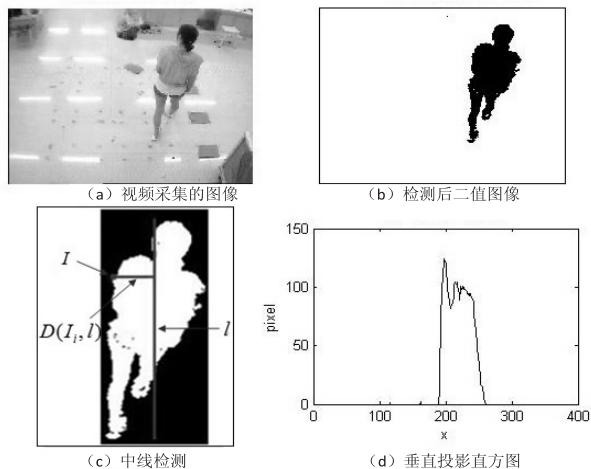 （a）视频采集的图像
（b）检测后二值图像
I
D(Iᵢ,l)
l
（c）中线检测
150
100
50
0
pixel
0 100 200 300 400
x
（d）垂直投影直方图